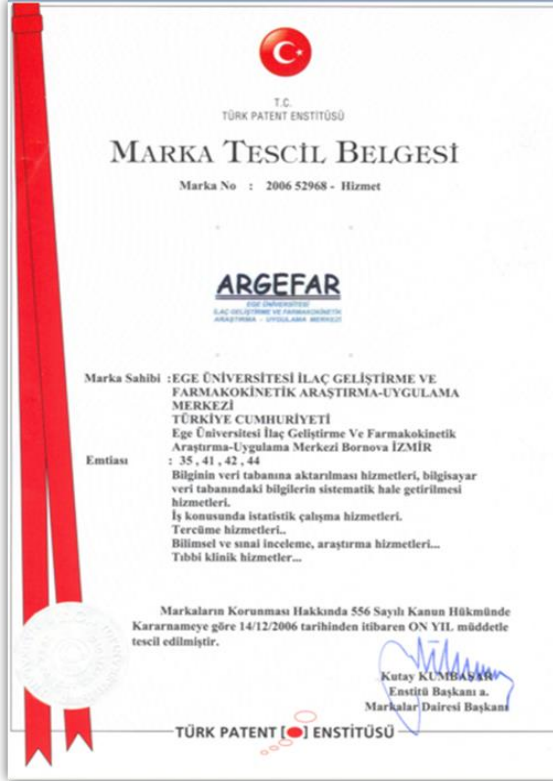 T.C.
TÜRK PATENT ENSTİTÜSÜ
MARKA TESCİL BELGESİ
Marka No : 2006 52968 - Hizmet
ARGEFAR
EGE ÜNİVERSİTESİ
İLAÇ GELİŞTİRME VE FARMAKOKİNETİK
ARAŞTIRMA - UYGULAMA MERKEZİ
Marka Sahibi :EGE ÜNİVERSİTESİ İLAÇ GELİŞTİRME VE
FARMAKOKİNETİK ARAŞTIRMA-UYGULAMA
MERKEZİ
TÜRKİYE CUMHURİYETİ
Ege Üniversitesi İlaç Geliştirme Ve Farmakokinetik
Araştırma-Uygulama Merkezi Bornova İZMİR
Emtiası : 35 , 41 , 42 , 44
Bilginin veri tabanına aktarılması hizmetleri, bilgisayar
veri tabanındaki bilgilerin sistematik hale getirilmesi
hizmetleri.
İş konusunda istatistik çalışma hizmetleri.
Tercüme hizmetleri..
Bilimsel ve sınai inceleme, araştırma hizmetleri...
Tıbbi klinik hizmetler...
Markaların Korunması Hakkında 556 Sayılı Kanun Hükmünde
Kararnameye göre 14/12/2006 tarihinden itibaren ON YIL müddetle
tescil edilmiştir.
Kutay KUMBASAR
Enstitü Başkanı a.
Markalar Dairesi Başkanı
TÜRK PATENT [ ] ENSTİTÜSÜ